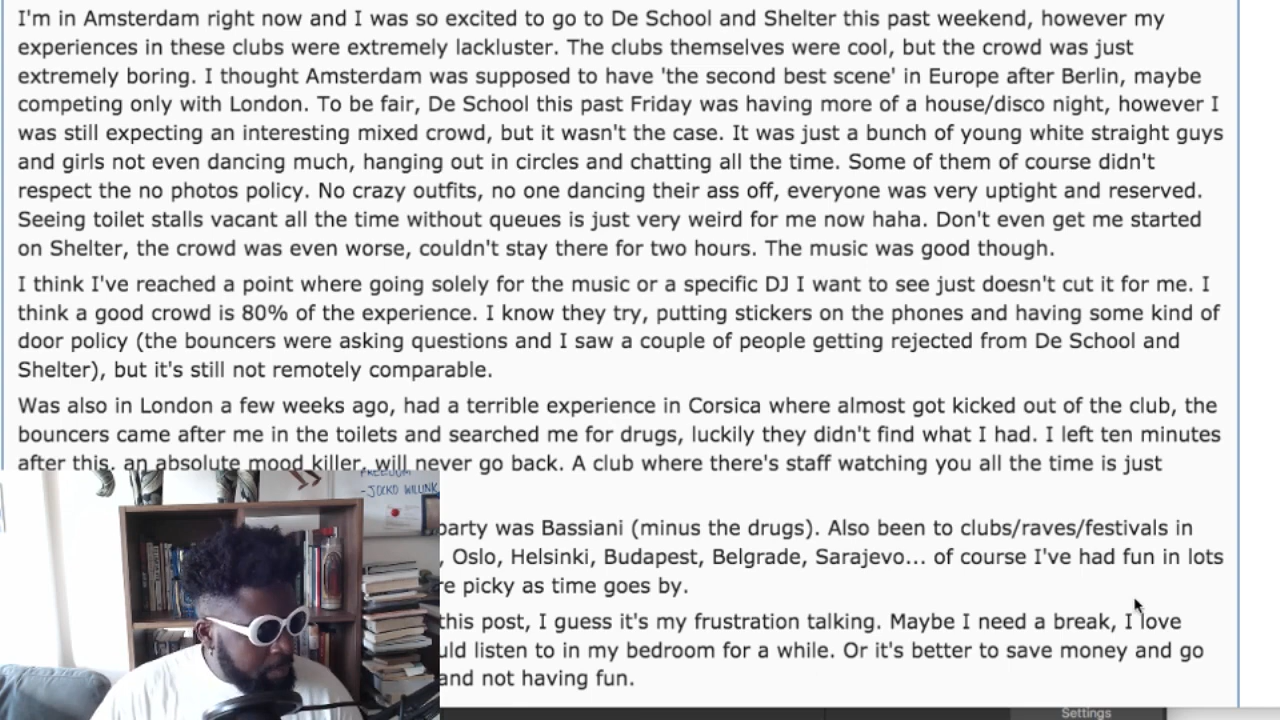 I'm in Amsterdam right now and I was so excited to go to De School and Shelter this past weekend, however my
experiences in these clubs were extremely lackluster. The clubs themselves were cool, but the crowd was just
extremely boring. I thought Amsterdam was supposed to have 'the second best scene' in Europe after Berlin, maybe
competing only with London. To be fair, De School this past Friday was having more of a house/disco night, however I
was still expecting an interesting mixed crowd, but it wasn't the case. It was just a bunch of young white straight guys
and girls not even dancing much, hanging out in circles and chatting all the time. Some of them of course didn't
respect the no photos policy. No crazy outfits, no one dancing their ass off, everyone was very uptight and reserved.
Seeing toilet stalls vacant all the time without queues is just very weird for me now haha. Don't even get me started
on Shelter, the crowd was even worse, couldn't stay there for two hours. The music was good though.
I think I've reached a point where going solely for the music or a specific DJ I want to see just doesn't cut it for me. I
think a good crowd is 80% of the experience. I know they try, putting stickers on the phones and having some kind of
door policy (the bouncers were asking questions and I saw a couple of people getting rejected from De School and
Shelter), but it's still not remotely comparable.
Was also in London a few weeks ago, had a terrible experience in Corsica where almost got kicked out of the club, the
bouncers came after me in the toilets and searched me for drugs, luckily they didn't find what I had. I left ten minutes
after this, an absolute mood killer, will never go back. A club where there's staff watching you all the time is just
FREEDOM
-JOCKO WILLINK
party was Bassiani (minus the drugs). Also been to clubs/raves/festivals in
, Oslo, Helsinki, Budapest, Belgrade, Sarajevo... of course I've had fun in lots
re picky as time goes by.
this post, I guess it's my frustration talking. Maybe I need a break, I love
uld listen to in my bedroom for a while. Or it's better to save money and go
and not having fun.
Settings